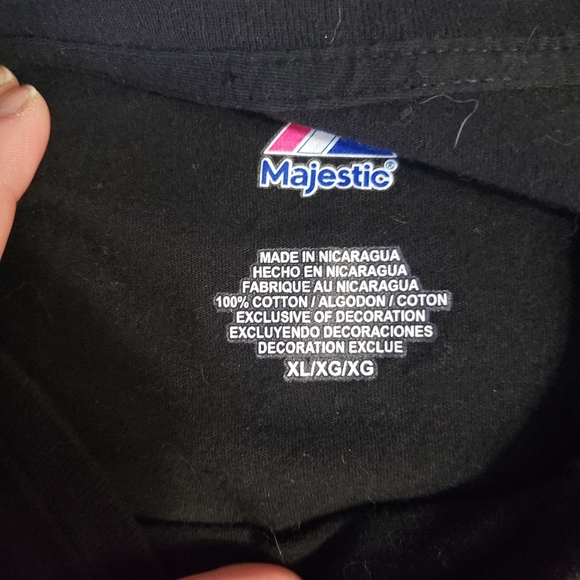 Majestic®
MADE IN NICARAGUA
HECHO EN NICARAGUA
FABRIQUE AU NICARAGUA
100% COTTON / ALGODON / COTON
EXCLUSIVE OF DECORATION
EXCLUYENDO DECORACIONES
DECORATION EXCLUE
XL/XG/XG